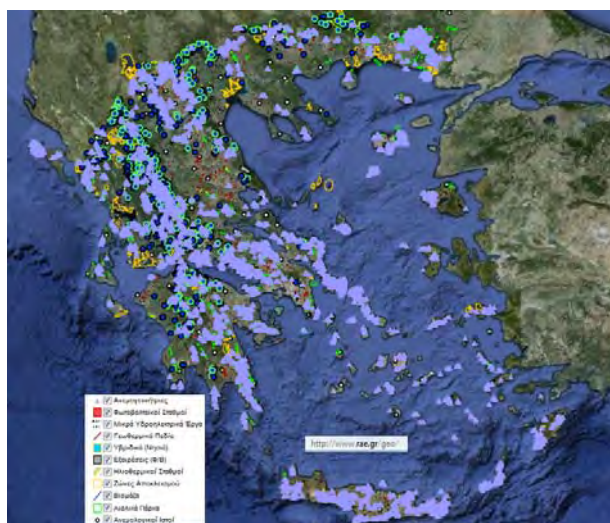 Ανεμογεννήτριες
Φωτοβολταϊκοί Σταθμοί
Μικρά Υδροηλεκτρικά Έργα
Γεωθερμικά Πεδία
Υβριδικά (Νησιά)
Εξαιρέσεις (Φ/Β)
Ηλιοθερμικοί Σταθμοί
Ζώνες Αποκλεισμού
Βιομάζα
Αιολικά Πάρκα
Ανεμολογικοί Ιστοί
http://www.rae.gr/geo/